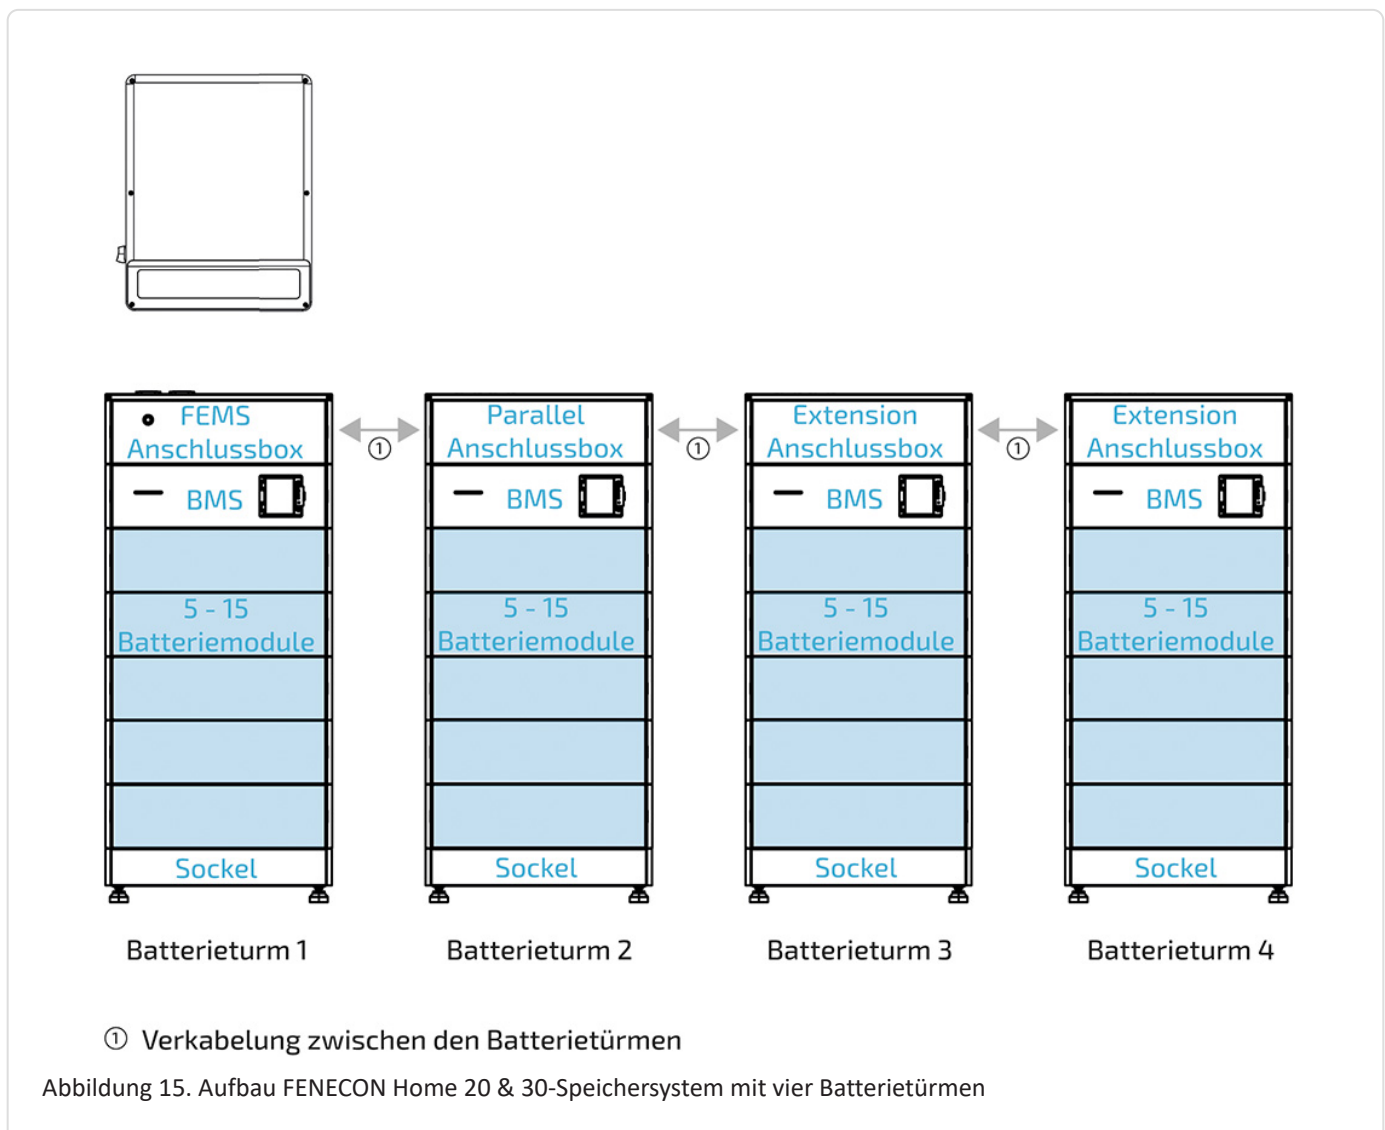 FEMS
Anschlussbox
Parallel
Anschlussbox
Extension
Anschlussbox
Extension
Anschlussbox
①
①
①
BMS
BMS
BMS
BMS
5 - 15
Batteriemodule
5 - 15
Batteriemodule
5 - 15
Batteriemodule
5 - 15
Batteriemodule
Sockel
Sockel
Sockel
Sockel
Batterieturm 1
Batterieturm 2
Batterieturm 3
Batterieturm 4
① Verkabelung zwischen den Batterietürmen
Abbildung 15. Aufbau FENECON Home 20 & 30-Speichersystem mit vier Batterietürmen